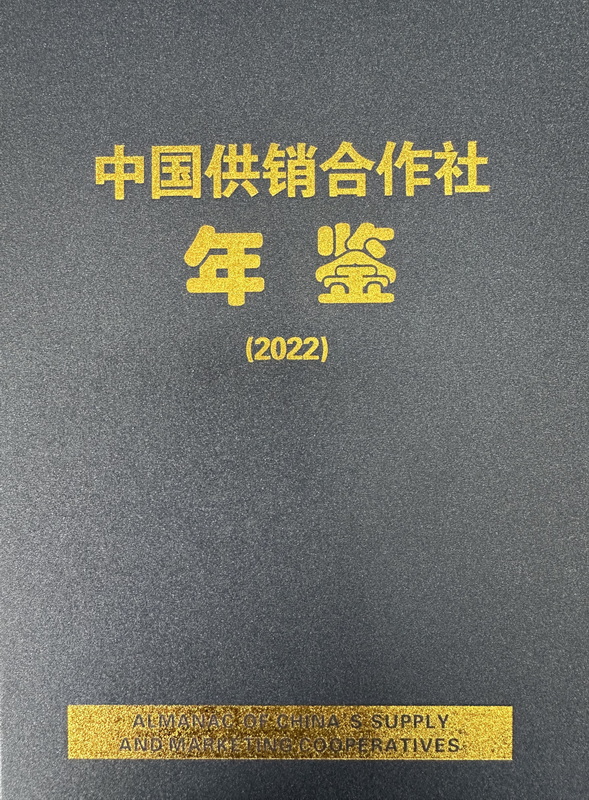 中国供销合作社
年鉴
(2022)
ALMANAC OF CHINA'S SUPPLY
AND MARKETING COOPERATIVES